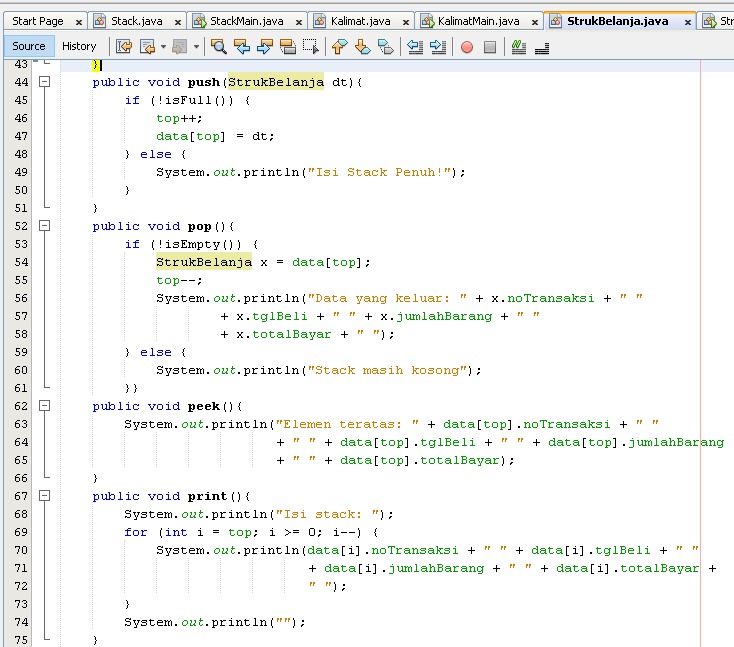 Start Page Stack.java StackMain.java Kalimat.java KalimatMain.java StrukBelanja.java Str
Source History
43 }
44 public void push(StrukBelanja dt){
45 if (!isFull()) {
46 top++;
47 data[top] = dt;
48 } else {
49 System.out.println("Isi Stack Penuh!");
50 }
51 }
52 public void pop(){
53 if (!isEmpty()) {
54 StrukBelanja x = data[top];
55 top--;
56 System.out.println("Data yang keluar: " + x.noTransaksi + " "
57 + x.tglBeli + " " + x.jumlahBarang + " "
58 + x.totalBayar + " ");
59 } else {
60 System.out.println("Stack masih kosong");
61 }}
62 public void peek(){
63 System.out.println("Elemen teratas: " + data[top].noTransaksi + " "
64 + " " + data[top].tglBeli + " " + data[top].jumlahBarang
65 + " " + data[top].totalBayar);
66 }
67 public void print(){
68 System.out.println("Isi stack: ");
69 for (int i = top; i >= 0; i--) {
70 System.out.println(data[i].noTransaksi + " " + data[i].tglBeli + " "
71 + data[i].jumlahBarang + " " + data[i].totalBayar +
72 " ");
73 }
74 System.out.println("");
75 }